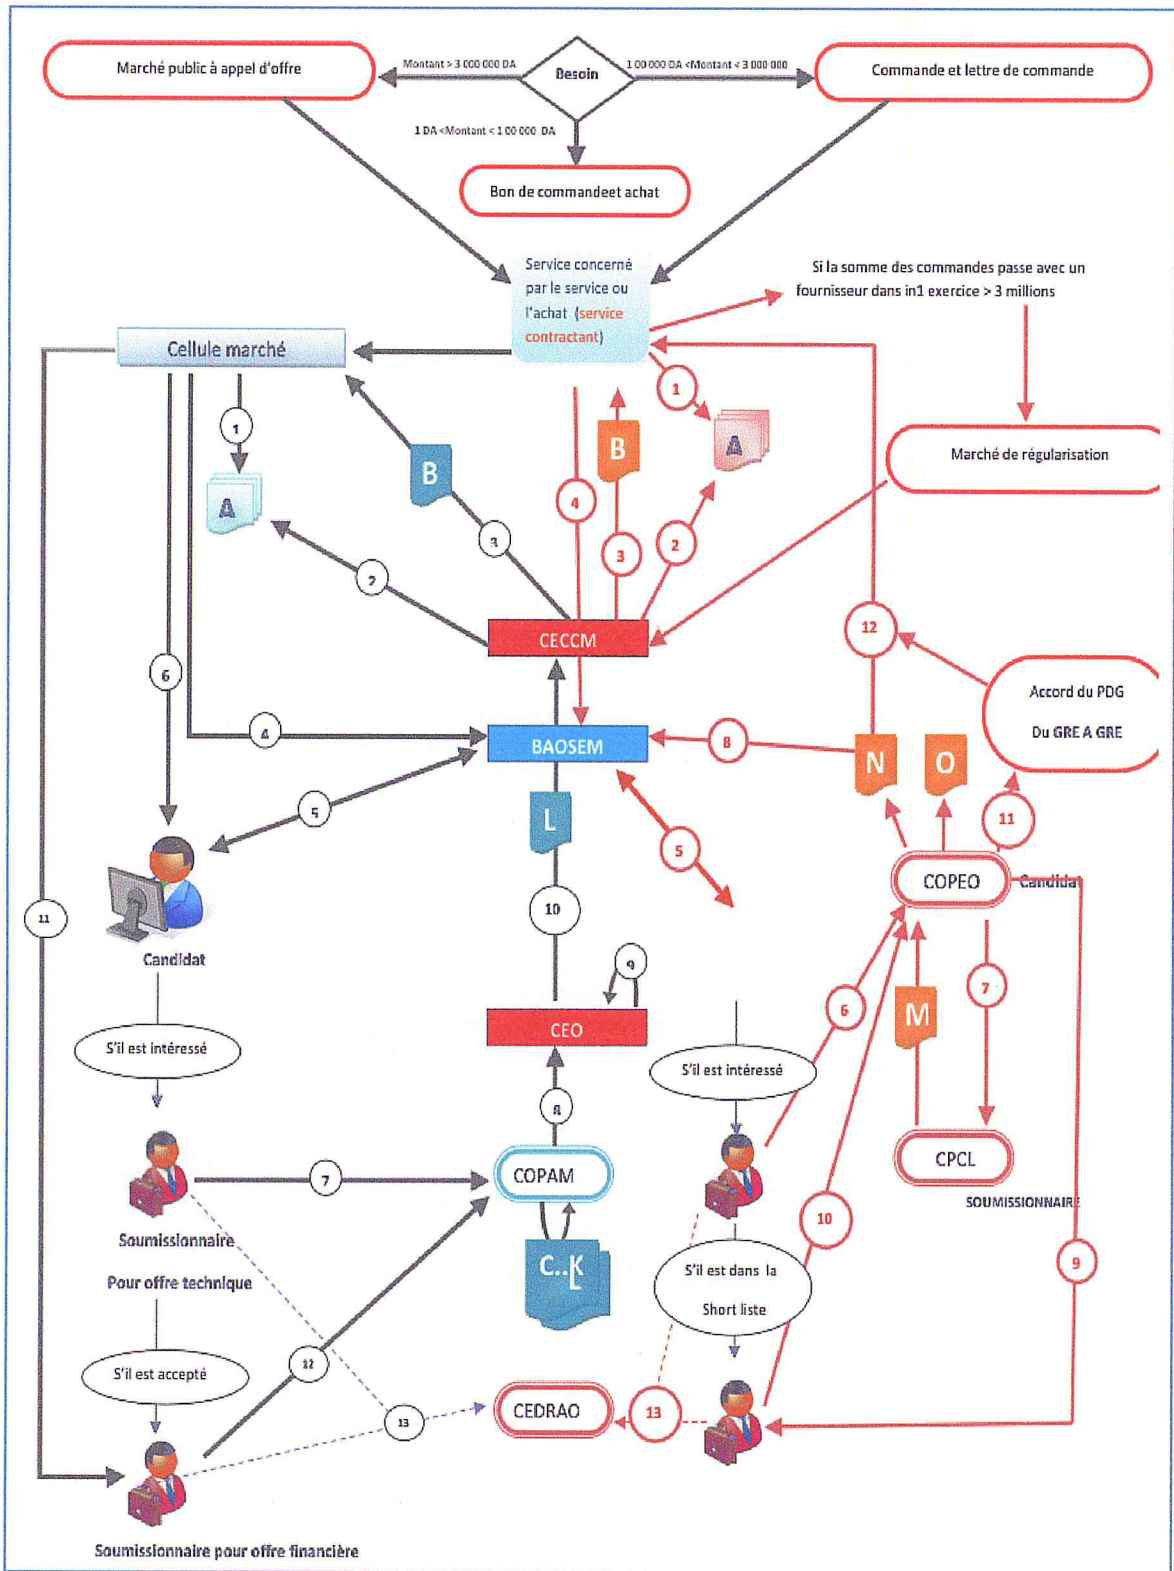 Marché public à appel d'offre
Montant > 3 000 000 DA
Besoin
1 00 000 DA <Montant < 3 000 000
Commande et lettre de commande
1 DA <Montant < 1 00 000 DA
Bon de commandeet achat
Service concerné
par le service ou
l'achat (service
contractant)
Si la somme des commandes passe avec un
fournisseur dans in1 exercice > 3 millions
Cellule marché
1
1
A
B
B
A
Marché de régularisation
4
3
3
2
2
CECCM
12
6
Accord du PDG
Du GRE A GRE
4
BAOSEM
8
N
O
L
5
5
11
COPEO
Candidat
11
10
Candidat
9
7
6
M
CEO
S'il est intéressé
S'il est intéressé
8
COPAM
CPCL
7
SOUMISSIONNAIRE
10
Soumissionnaire
C..K
L
S'il est dans la
Short liste
9
Pour offre technique
12
S'il est accepté
13
CEDRAO
13
Soumissionnaire pour offre financière